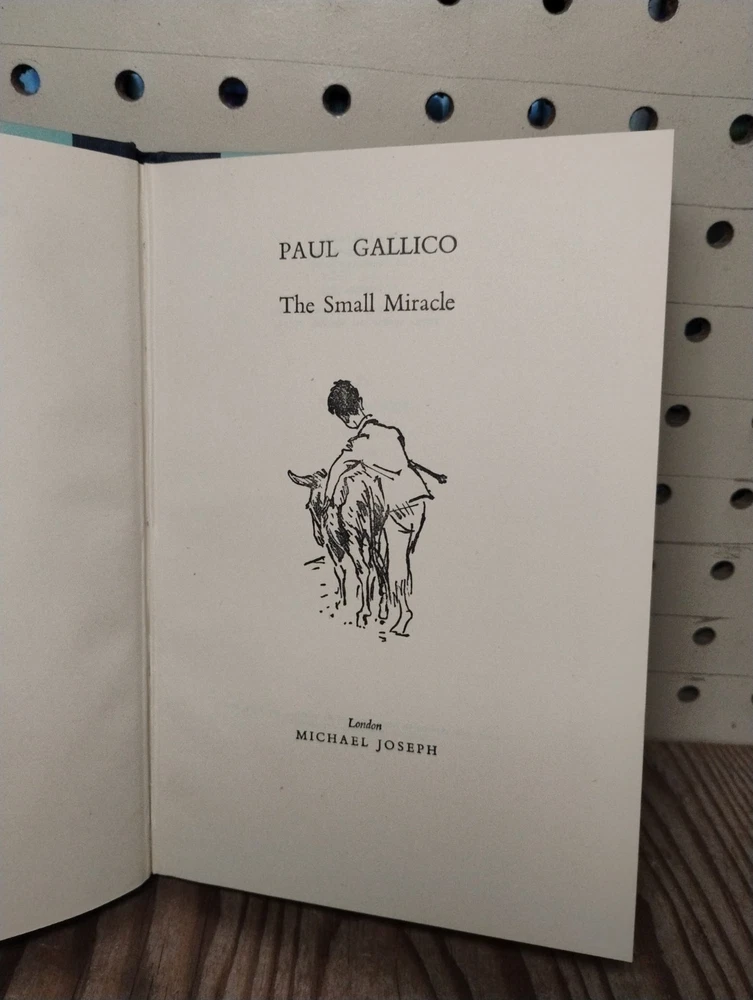 PAUL GALLICO
The Small Miracle
London
MICHAEL JOSEPH